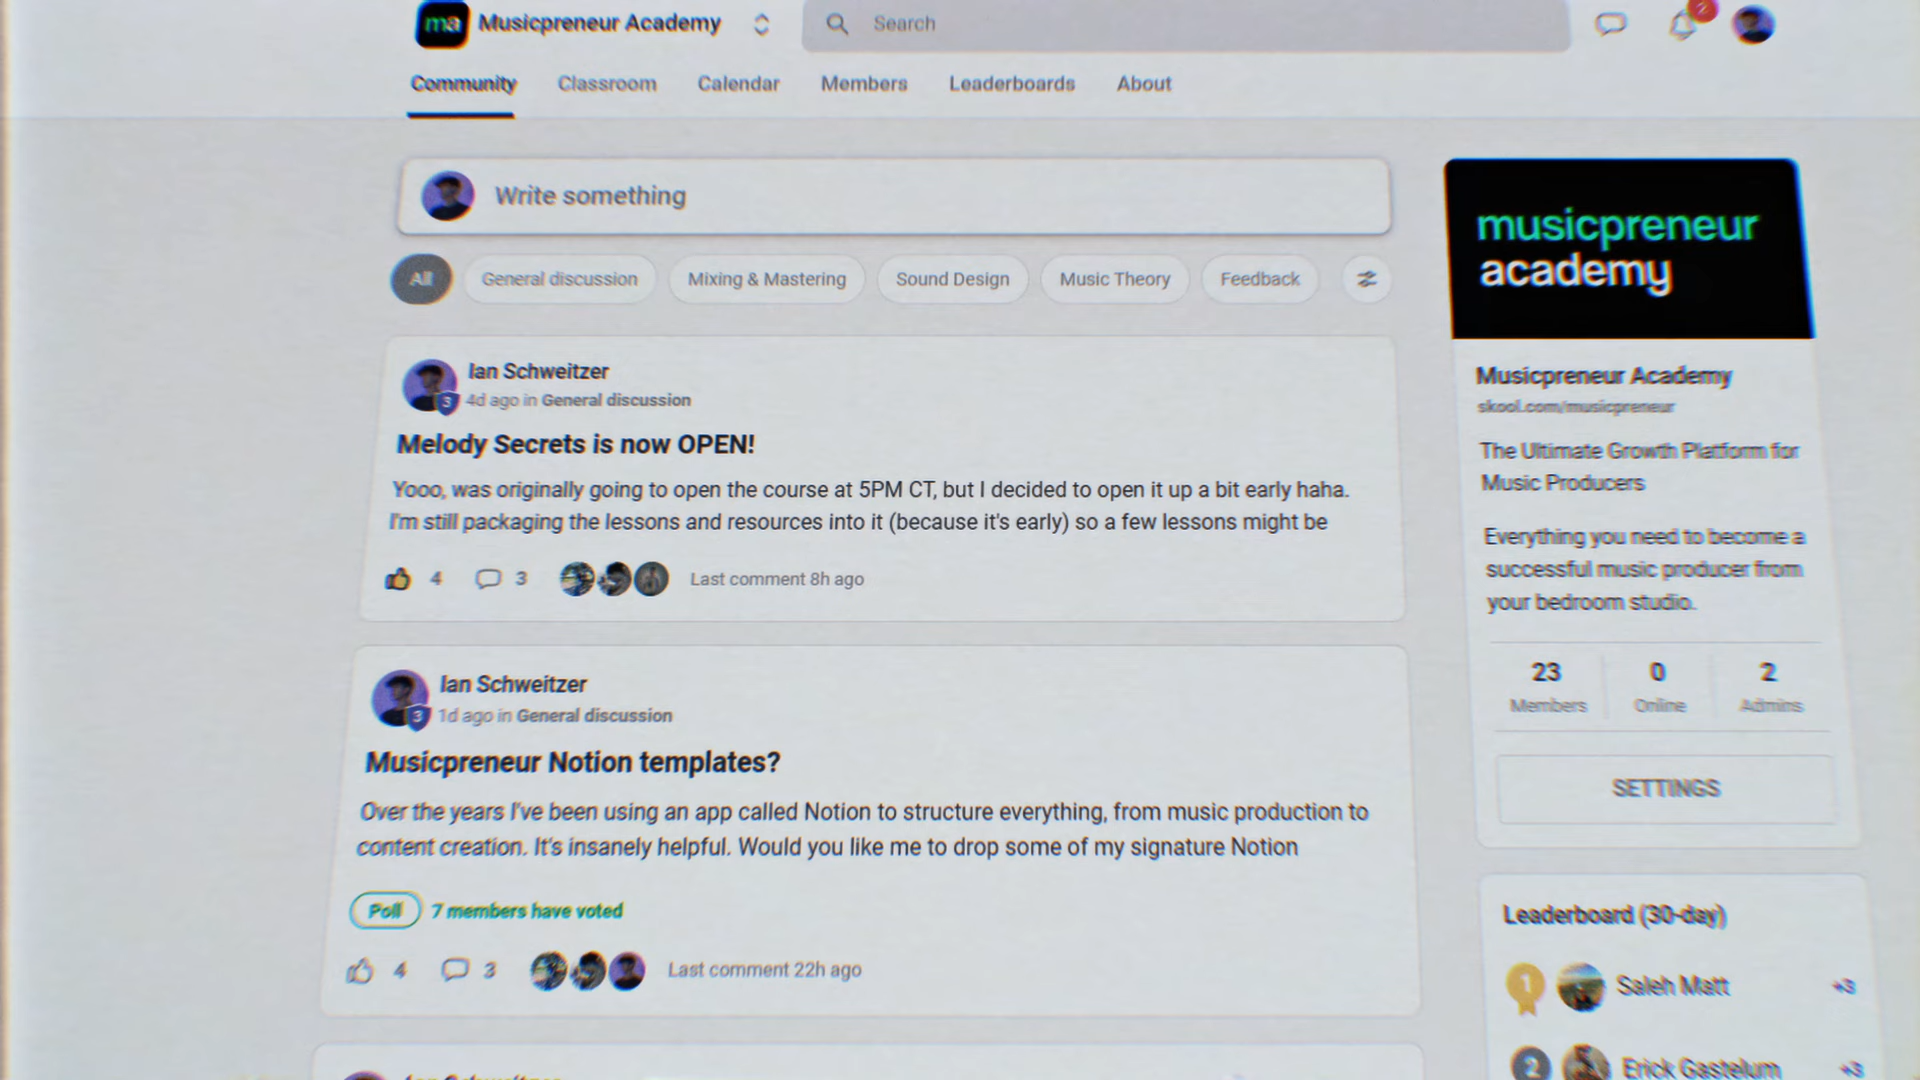 ma Musicpreneur Academy
Search
2
Community Classroom Calendar Members Leaderboards About
Write something
All General discussion Mixing & Mastering Sound Design Music Theory Feedback
Ian Schweitzer
3 4d ago in General discussion
Melody Secrets is now OPEN!
Yooo, was originally going to open the course at 5PM CT, but I decided to open it up a bit early haha.
I'm still packaging the lessons and resources into it (because it's early) so a few lessons might be
4 3 Last comment 8h ago
Ian Schweitzer
3 1d ago in General discussion
Musicpreneur Notion templates?
Over the years I've been using an app called Notion to structure everything, from music production to
content creation. It's insanely helpful. Would you like me to drop some of my signature Notion
Poll 7 members have voted
4 3 Last comment 22h ago
musicpreneur
academy
Musicpreneur Academy
skool.com/musicpreneur
The Ultimate Growth Platform for
Music Producers
Everything you need to become a
successful music producer from
your bedroom studio.
23 0 2
Members Online Admins
SETTINGS
Leaderboard (30-day)
1 Saleh Matt +3
2 Erick Gastelum +3